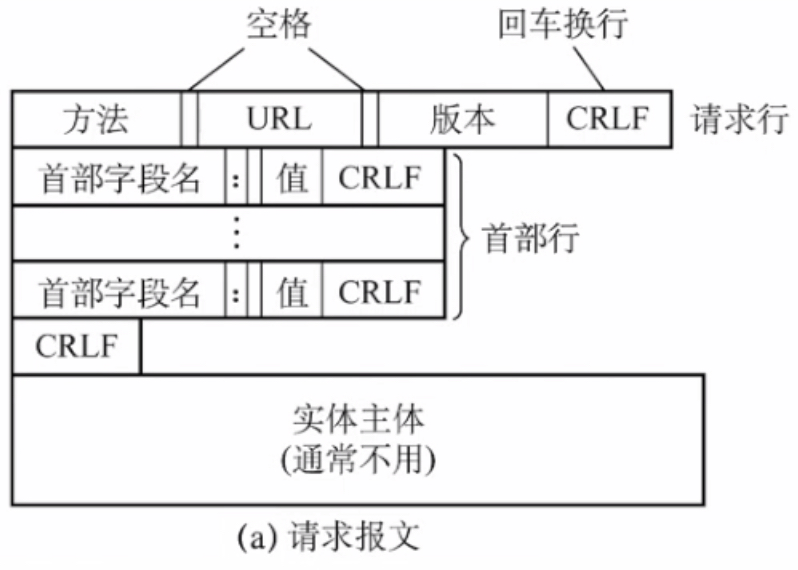 空格 回车换行
方法 URL 版本 CRLF 请求行
首部字段名 : 值 CRLF
⋮ 首部行
首部字段名 : 值 CRLF
CRLF
实体主体
(通常不用)
(a) 请求报文